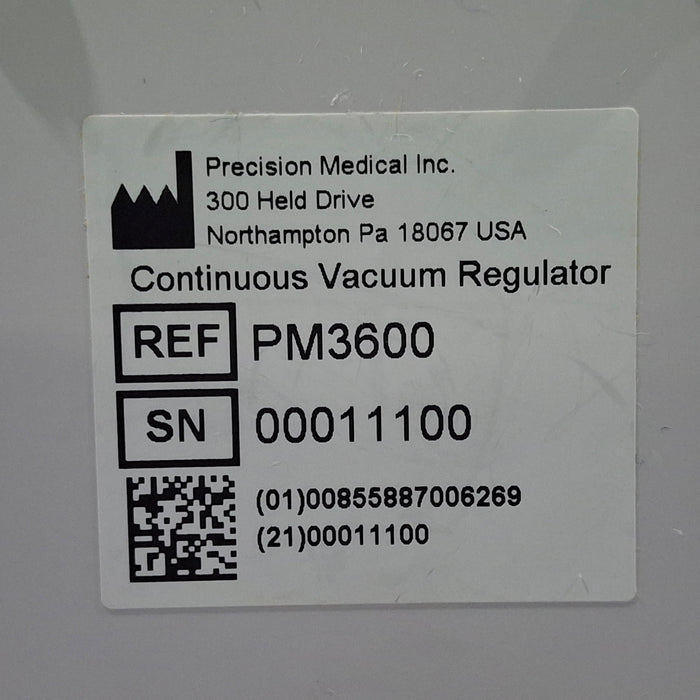 Precision Medical Inc.
300 Held Drive
Northampton Pa 18067 USA
Continuous Vacuum Regulator
REF PM3600
SN 00011100
(01)00855887006269
(21)00011100